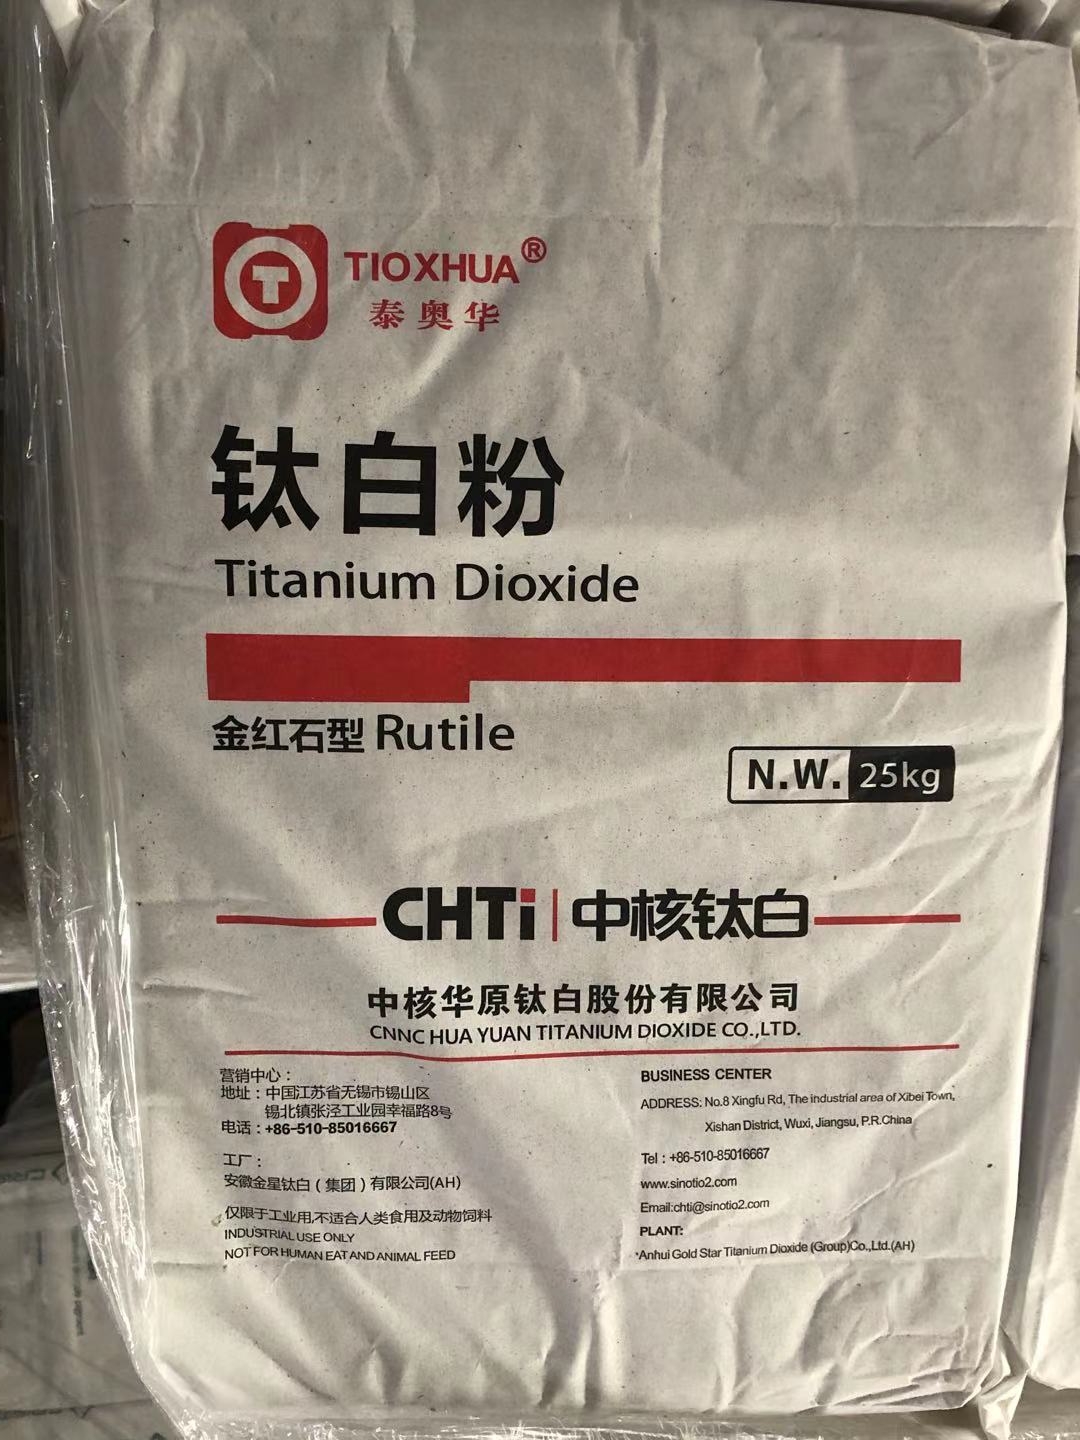 TIOXHUA®
泰奥华
T
钛白粉
Titanium Dioxide
金红石型 Rutile
N.W. 25kg
CHTi | 中核钛白
中核华原钛白股份有限公司
CNNC HUA YUAN TITANIUM DIOXIDE CO.,LTD.
营销中心：
地址：中国江苏省无锡市锡山区
锡北镇张泾工业园幸福路8号
电话：+86-510-85016667
工厂：
安徽金星钛白（集团）有限公司(AH)
仅限于工业用,不适合人类食用及动物饲料
INDUSTRIAL USE ONLY
NOT FOR HUMAN EAT AND ANIMAL FEED
BUSINESS CENTER
ADDRESS: No.8 Xingfu Rd, The industrial area of Xibei Town,
Xishan District, Wuxi, Jiangsu, P.R.China
Tel : +86-510-85016667
www.sinotio2.com
Email:chti@sinotio2.com
PLANT:
Anhui Gold Star Titanium Dioxide (Group)Co.,Ltd.(AH)